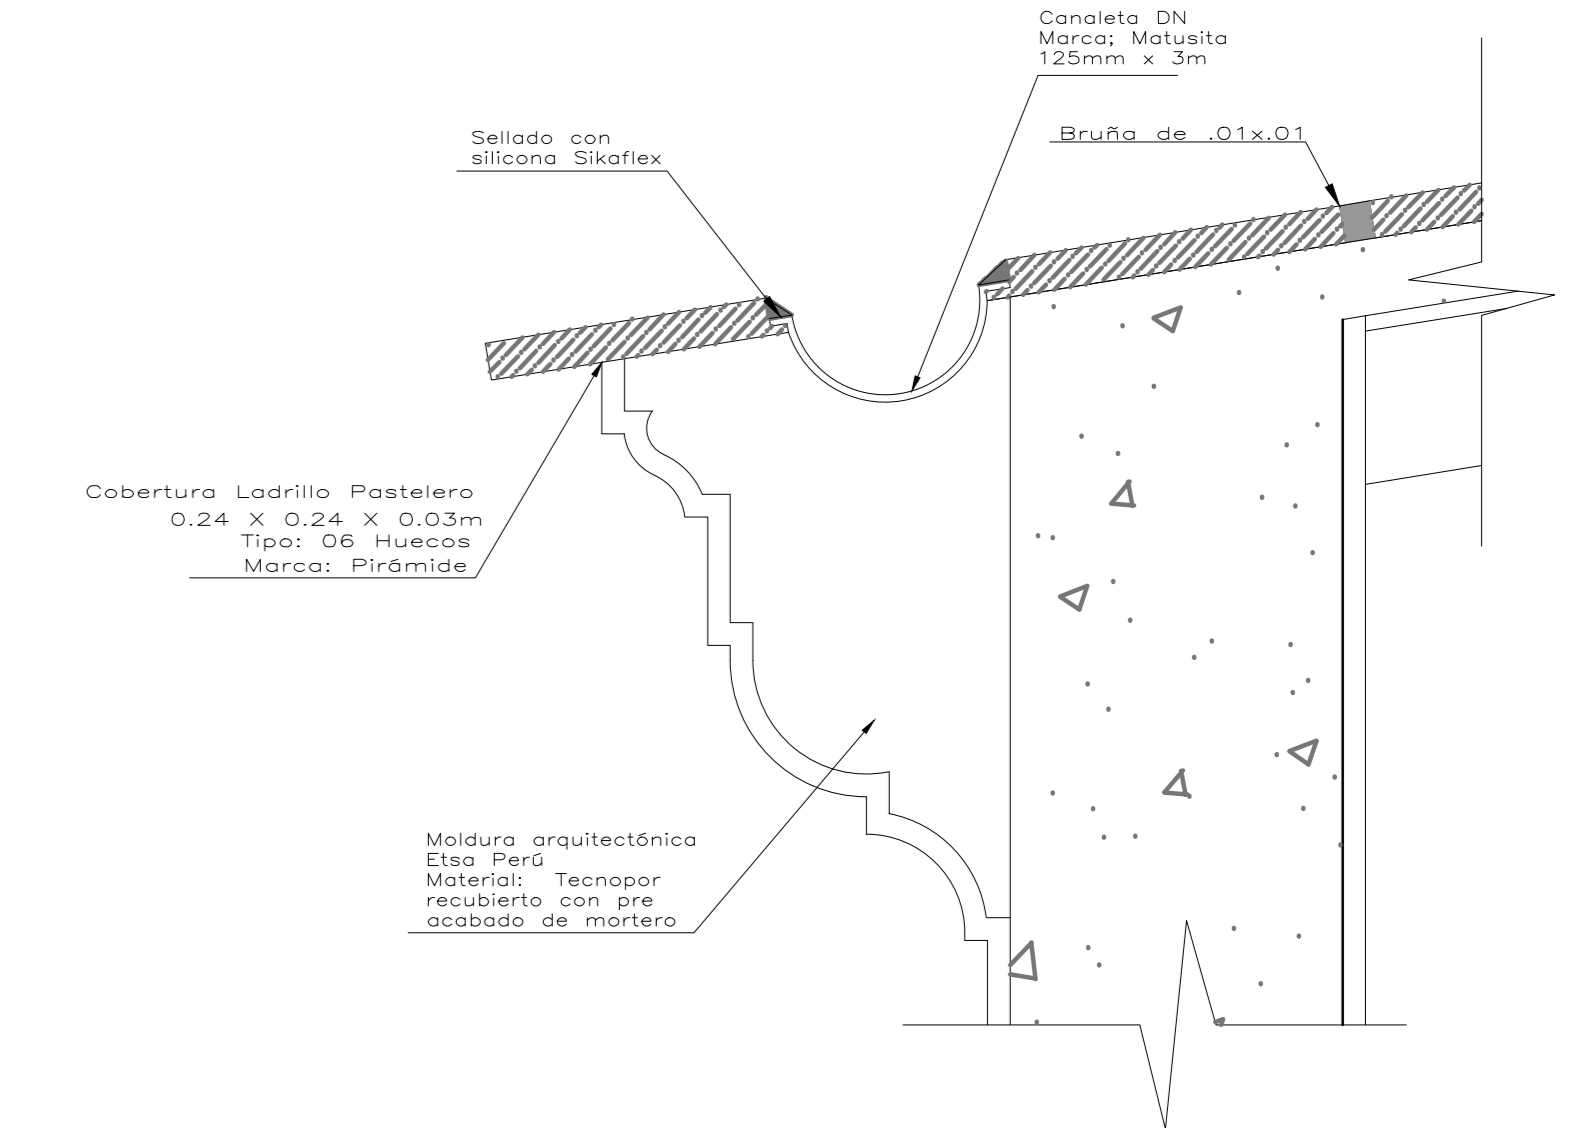 Canaleta DN
Marca; Matusita
125mm x 3m
Bruña de .01x.01
Sellado con
silicona Sikaflex
Cobertura Ladrillo Pastelero
0.24 X 0.24 X 0.03m
Tipo: 06 Huecos
Marca: Pirámide
Moldura arquitectónica
Etsa Perú
Material: Tecnopor
recubierto con pre
acabado de mortero